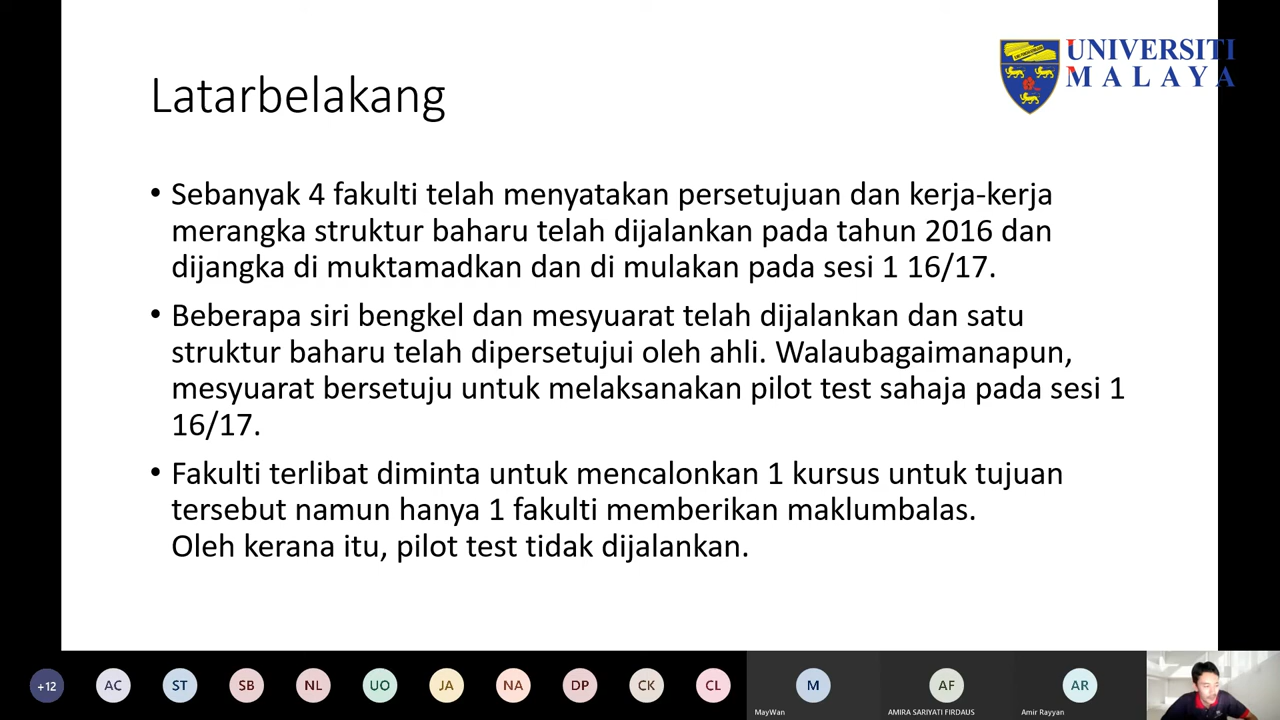 UNIVERSITI
MALAYA
Latarbelakang
• Sebanyak 4 fakulti telah menyatakan persetujuan dan kerja-kerja
merangka struktur baharu telah dijalankan pada tahun 2016 dan
dijangka di muktamadkan dan di mulakan pada sesi 1 16/17.
• Beberapa siri bengkel dan mesyuarat telah dijalankan dan satu
struktur baharu telah dipersetujui oleh ahli. Walaubagaimanapun,
mesyuarat bersetuju untuk melaksanakan pilot test sahaja pada sesi 1
16/17.
• Fakulti terlibat diminta untuk mencalonkan 1 kursus untuk tujuan
tersebut namun hanya 1 fakulti memberikan maklumbalas.
Oleh kerana itu, pilot test tidak dijalankan.
+12 AC ST SB NL UO JA NA DP CK CL M AF AR
MayWan AMIRA SARIYATI FIRDAUS Amir Rayyan